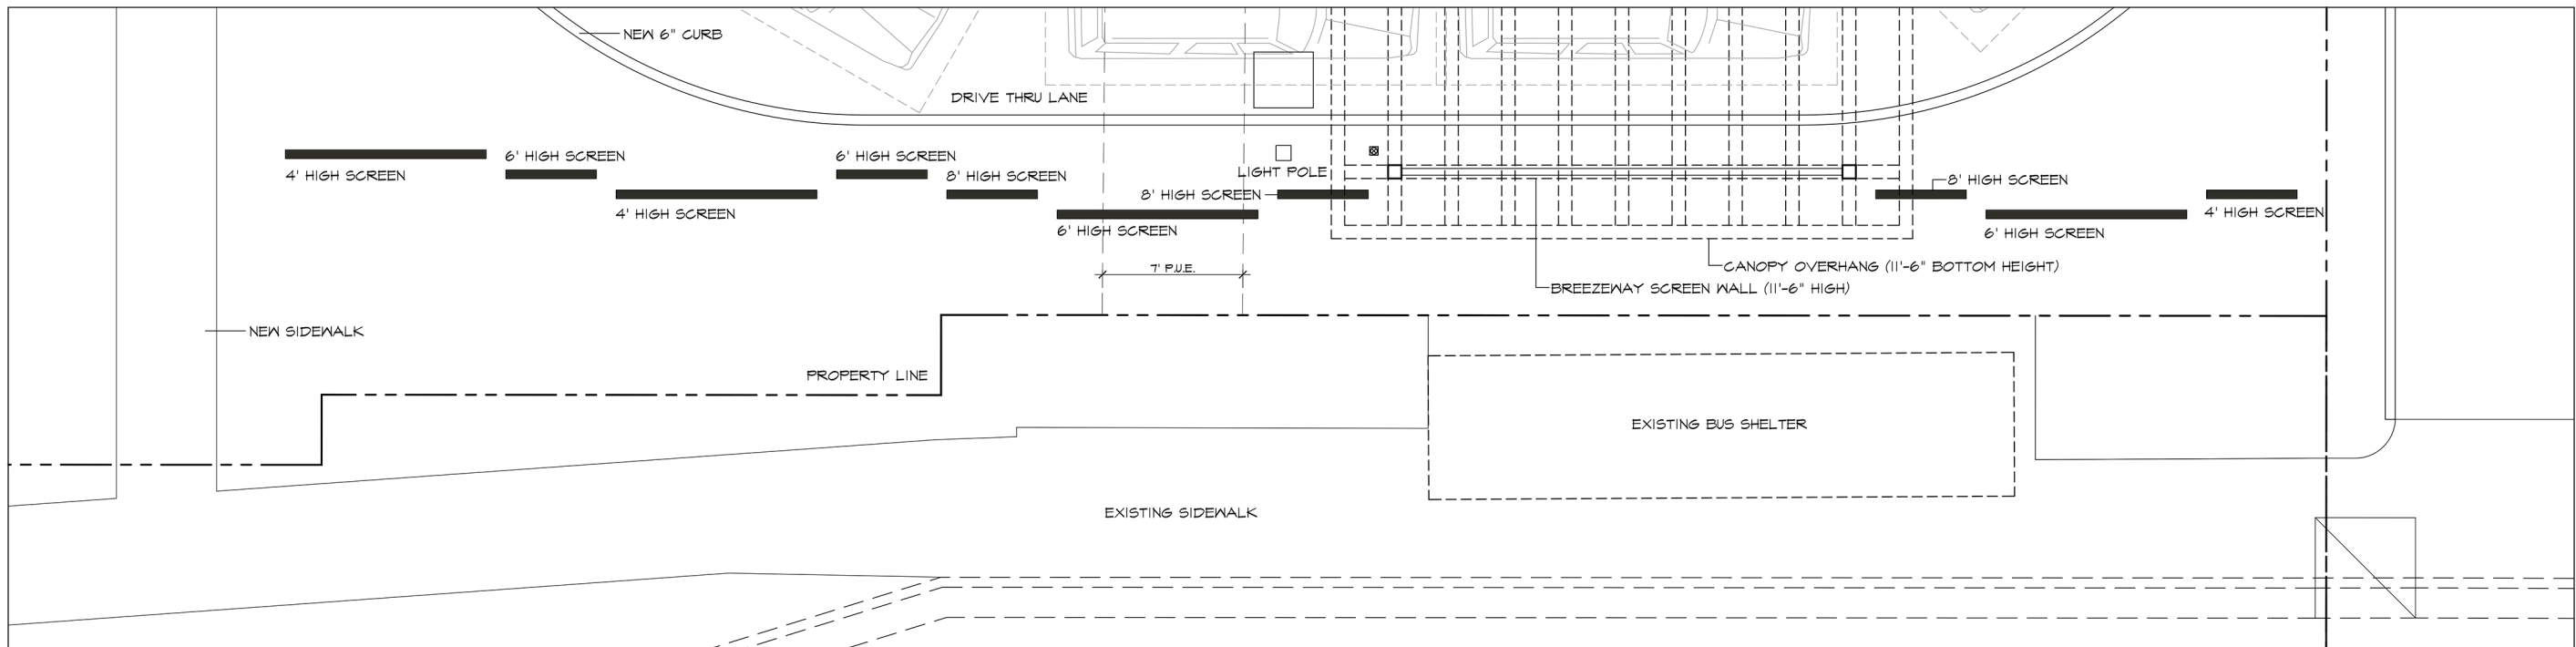 NEW 6" CURB
DRIVE THRU LANE
6' HIGH SCREEN
6' HIGH SCREEN
4' HIGH SCREEN
8' HIGH SCREEN
LIGHT POLE
8' HIGH SCREEN
8' HIGH SCREEN
4' HIGH SCREEN
4' HIGH SCREEN
6' HIGH SCREEN
6' HIGH SCREEN
7' P.U.E.
CANOPY OVERHANG (11'-6" BOTTOM HEIGHT)
BREEZEWAY SCREEN WALL (11'-6" HIGH)
NEW SIDEWALK
PROPERTY LINE
EXISTING BUS SHELTER
EXISTING SIDEWALK